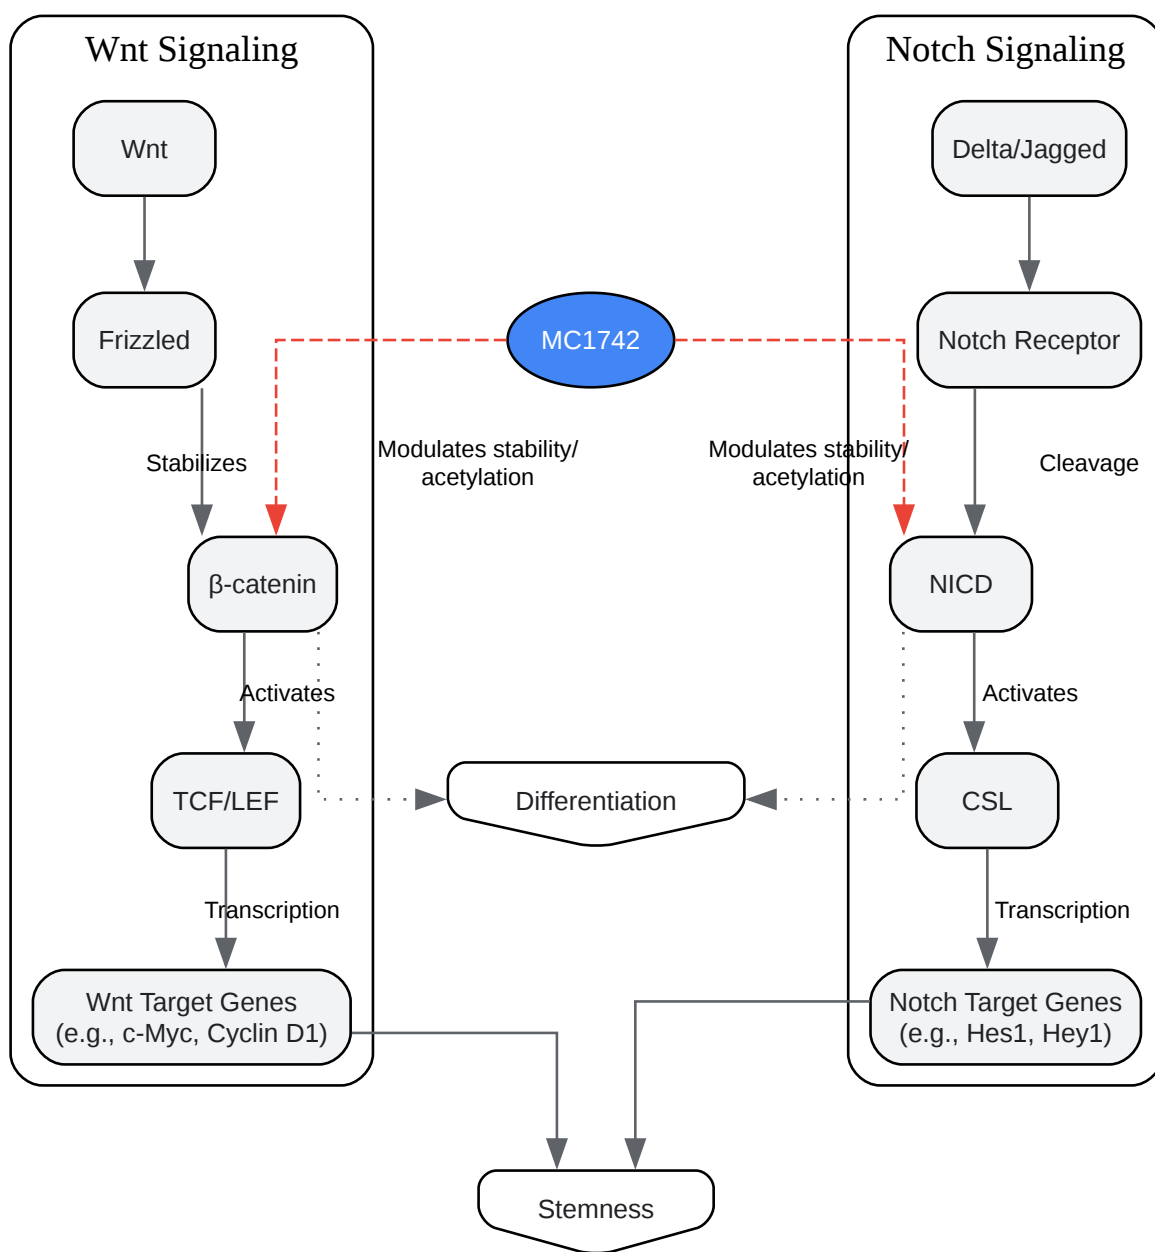 Wnt Signaling
Notch Signaling
Wnt
Delta/Jagged
Frizzled
MC1742
Notch Receptor
Stabilizes
Modulates stability/
acetylation
Modulates stability/
acetylation
Cleavage
β-catenin
NICD
Activates
Activates
TCF/LEF
Differentiation
CSL
Transcription
Transcription
Wnt Target Genes
(e.g., c-Myc, Cyclin D1)
Notch Target Genes
(e.g., Hes1, Hey1)
Stemness